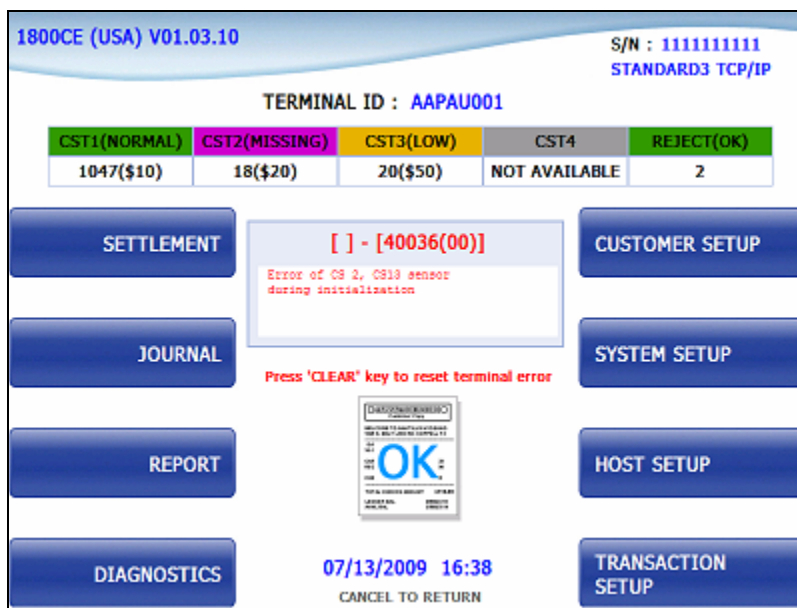 1800CE (USA) V01.03.10
S/N : 1111111111
STANDARD3 TCP/IP
TERMINAL ID : AAPAU001
CST1(NORMAL) CST2(MISSING) CST3(LOW) CST4 REJECT(OK)
1047($10) 18($20) 20($50) NOT AVAILABLE 2
SETTLEMENT
[ ] - [40036(00)]
CUSTOMER SETUP
Error of CS 2, CS13 sensor
during initialization
JOURNAL
SYSTEM SETUP
Press 'CLEAR' key to reset terminal error
OK
REPORT
HOST SETUP
DIAGNOSTICS
07/13/2009 16:38
TRANSACTION
SETUP
CANCEL TO RETURN